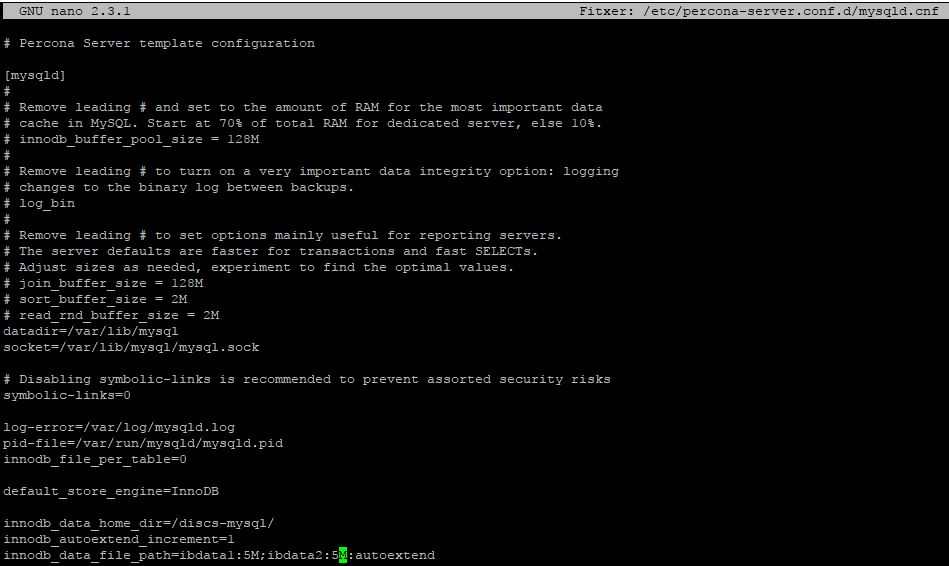 GNU nano 2.3.1 Fitxer: /etc/percona-server.conf.d/mysqld.cnf
# Percona Server template configuration
[mysqld]
#
# Remove leading # and set to the amount of RAM for the most important data
# cache in MySQL. Start at 70% of total RAM for dedicated server, else 10%.
# innodb_buffer_pool_size = 128M
#
# Remove leading # to turn on a very important data integrity option: logging
# changes to the binary log between backups.
# log_bin
#
# Remove leading # to set options mainly useful for reporting servers.
# The server defaults are faster for transactions and fast SELECTs.
# Adjust sizes as needed, experiment to find the optimal values.
# join_buffer_size = 128M
# sort_buffer_size = 2M
# read_rnd_buffer_size = 2M
datadir=/var/lib/mysql
socket=/var/lib/mysql/mysql.sock
# Disabling symbolic-links is recommended to prevent assorted security risks
symbolic-links=0
log-error=/var/log/mysqld.log
pid-file=/var/run/mysqld/mysqld.pid
innodb_file_per_table=0
default_store_engine=InnoDB
innodb_data_home_dir=/discs-mysql/
innodb_autoextend_increment=1
innodb_data_file_path=ibdata1:5M;ibdata2:5M:autoextend